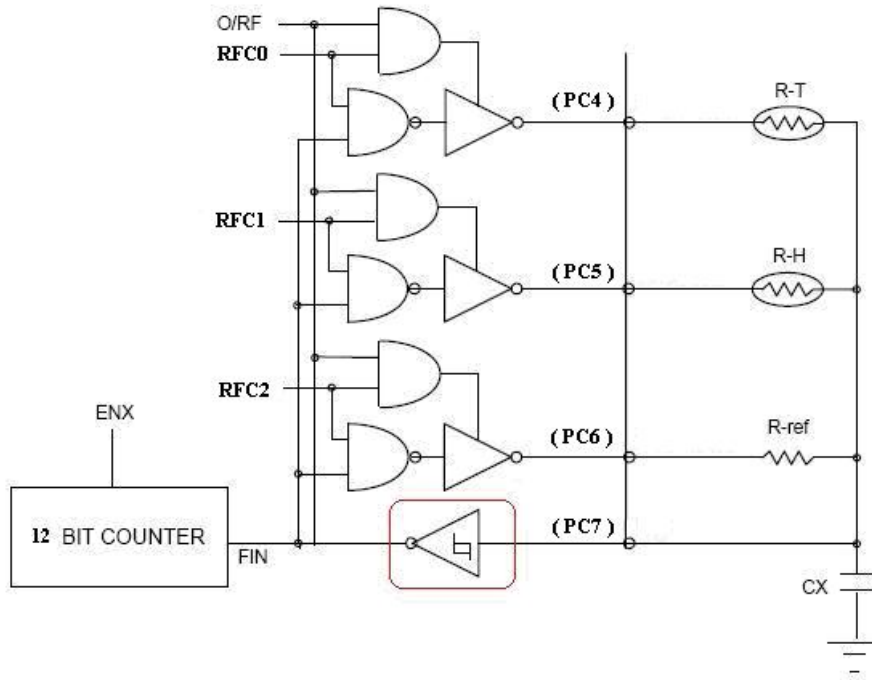 O/RF
RFC0
(PC4)
R-T
RFC1
(PC5)
R-H
RFC2
(PC6)
R-ref
ENX
12 BIT COUNTER
FIN
(PC7)
CX